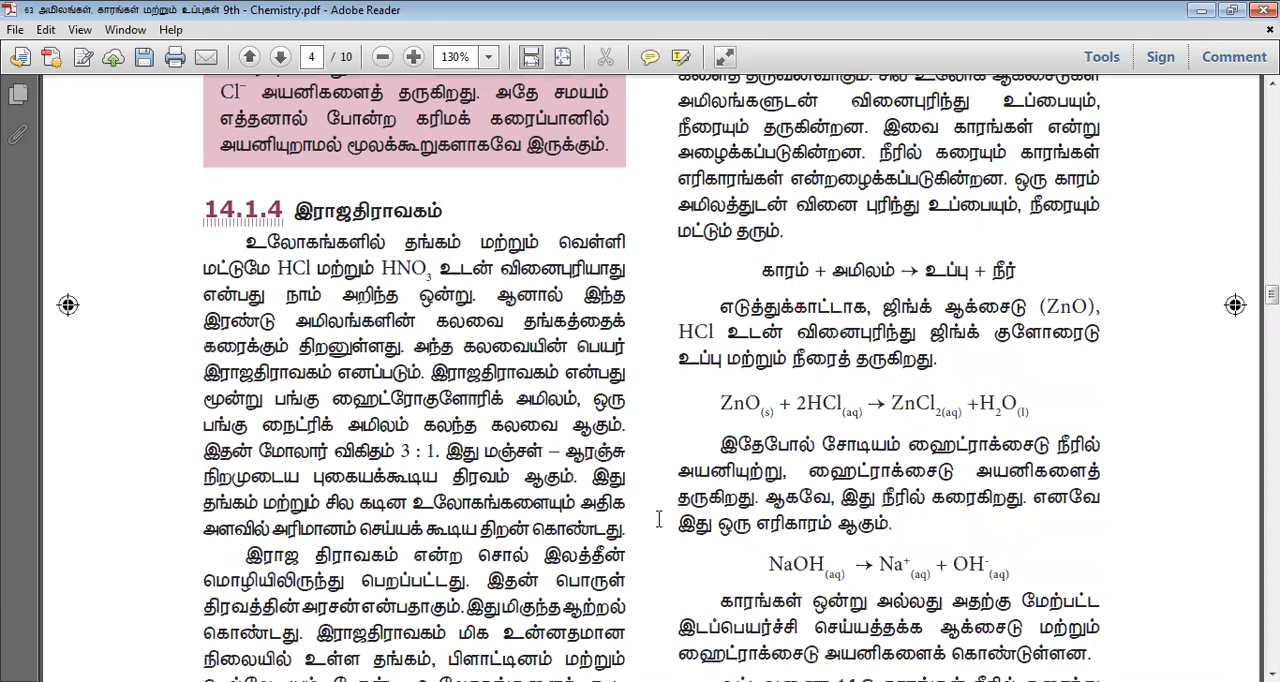 63 அமிலங்கள், காரங்கள் மற்றும் உப்புகள் 9th - Chemistry.pdf - Adobe Reader
File Edit View Window Help
4 / 10 130% Tools Sign Comment
Cl⁻ அயனிகளைத் தருகிறது. அதே சமயம்
எத்தனால் போன்ற கரிமக் கரைப்பானில்
அயனியுறாமல் மூலக்கூறுகளாகவே இருக்கும்.
14.1.4 இராஜதிராவகம்
உலோகங்களில் தங்கம் மற்றும் வெள்ளி
மட்டுமே HCl மற்றும் HNO₃ உடன் வினைபுரியாது
என்பது நாம் அறிந்த ஒன்று. ஆனால் இந்த
இரண்டு அமிலங்களின் கலவை தங்கத்தைக்
கரைக்கும் திறனுள்ளது. அந்த கலவையின் பெயர்
இராஜதிராவகம் எனப்படும். இராஜதிராவகம் என்பது
மூன்று பங்கு ஹைட்ரோகுளோரிக் அமிலம், ஒரு
பங்கு நைட்ரிக் அமிலம் கலந்த கலவை ஆகும்.
இதன் மோலார் விகிதம் 3 : 1. இது மஞ்சள் – ஆரஞ்சு
நிறமுடைய புகையக்கூடிய திரவம் ஆகும். இது
தங்கம் மற்றும் சில கடின உலோகங்களையும் அதிக
அளவில் அரிமானம் செய்யக் கூடிய திறன் கொண்டது.
இராஜ திராவகம் என்ற சொல் இலத்தீன்
மொழியிலிருந்து பெறப்பட்டது. இதன் பொருள்
திரவத்தின் அரசன் என்பதாகும். இது மிகுந்த ஆற்றல்
கொண்டது. இராஜதிராவகம் மிக உன்னதமான
நிலையில் உள்ள தங்கம், பிளாட்டினம் மற்றும்
களைத் தருவனவாகும். சில உலோக ஆக்சைடுகள்
அமிலங்களுடன் வினைபுரிந்து உப்பையும்,
நீரையும் தருகின்றன. இவை காரங்கள் என்று
அழைக்கப்படுகின்றன. நீரில் கரையும் காரங்கள்
எரிகாரங்கள் என்றழைக்கப்படுகின்றன. ஒரு காரம்
அமிலத்துடன் வினை புரிந்து உப்பையும், நீரையும்
மட்டும் தரும்.
காரம் + அமிலம் → உப்பு + நீர்
எடுத்துக்காட்டாக, ஜிங்க் ஆக்சைடு (ZnO),
HCl உடன் வினைபுரிந்து ஜிங்க் குளோரைடு
உப்பு மற்றும் நீரைத் தருகிறது.
ZnO(s) + 2HCl(aq) → ZnCl₂(aq) +H₂O(l)
இதேபோல் சோடியம் ஹைட்ராக்சைடு நீரில்
அயனியுற்று, ஹைட்ராக்சைடு அயனிகளைத்
தருகிறது. ஆகவே, இது நீரில் கரைகிறது. எனவே
இது ஒரு எரிகாரம் ஆகும்.
NaOH(aq) → Na⁺(aq) + OH⁻(aq)
காரங்கள் ஒன்று அல்லது அதற்கு மேற்பட்ட
இடப்பெயர்ச்சி செய்யத்தக்க ஆக்சைடு மற்றும்
ஹைட்ராக்சைடு அயனிகளைக் கொண்டுள்ளன.